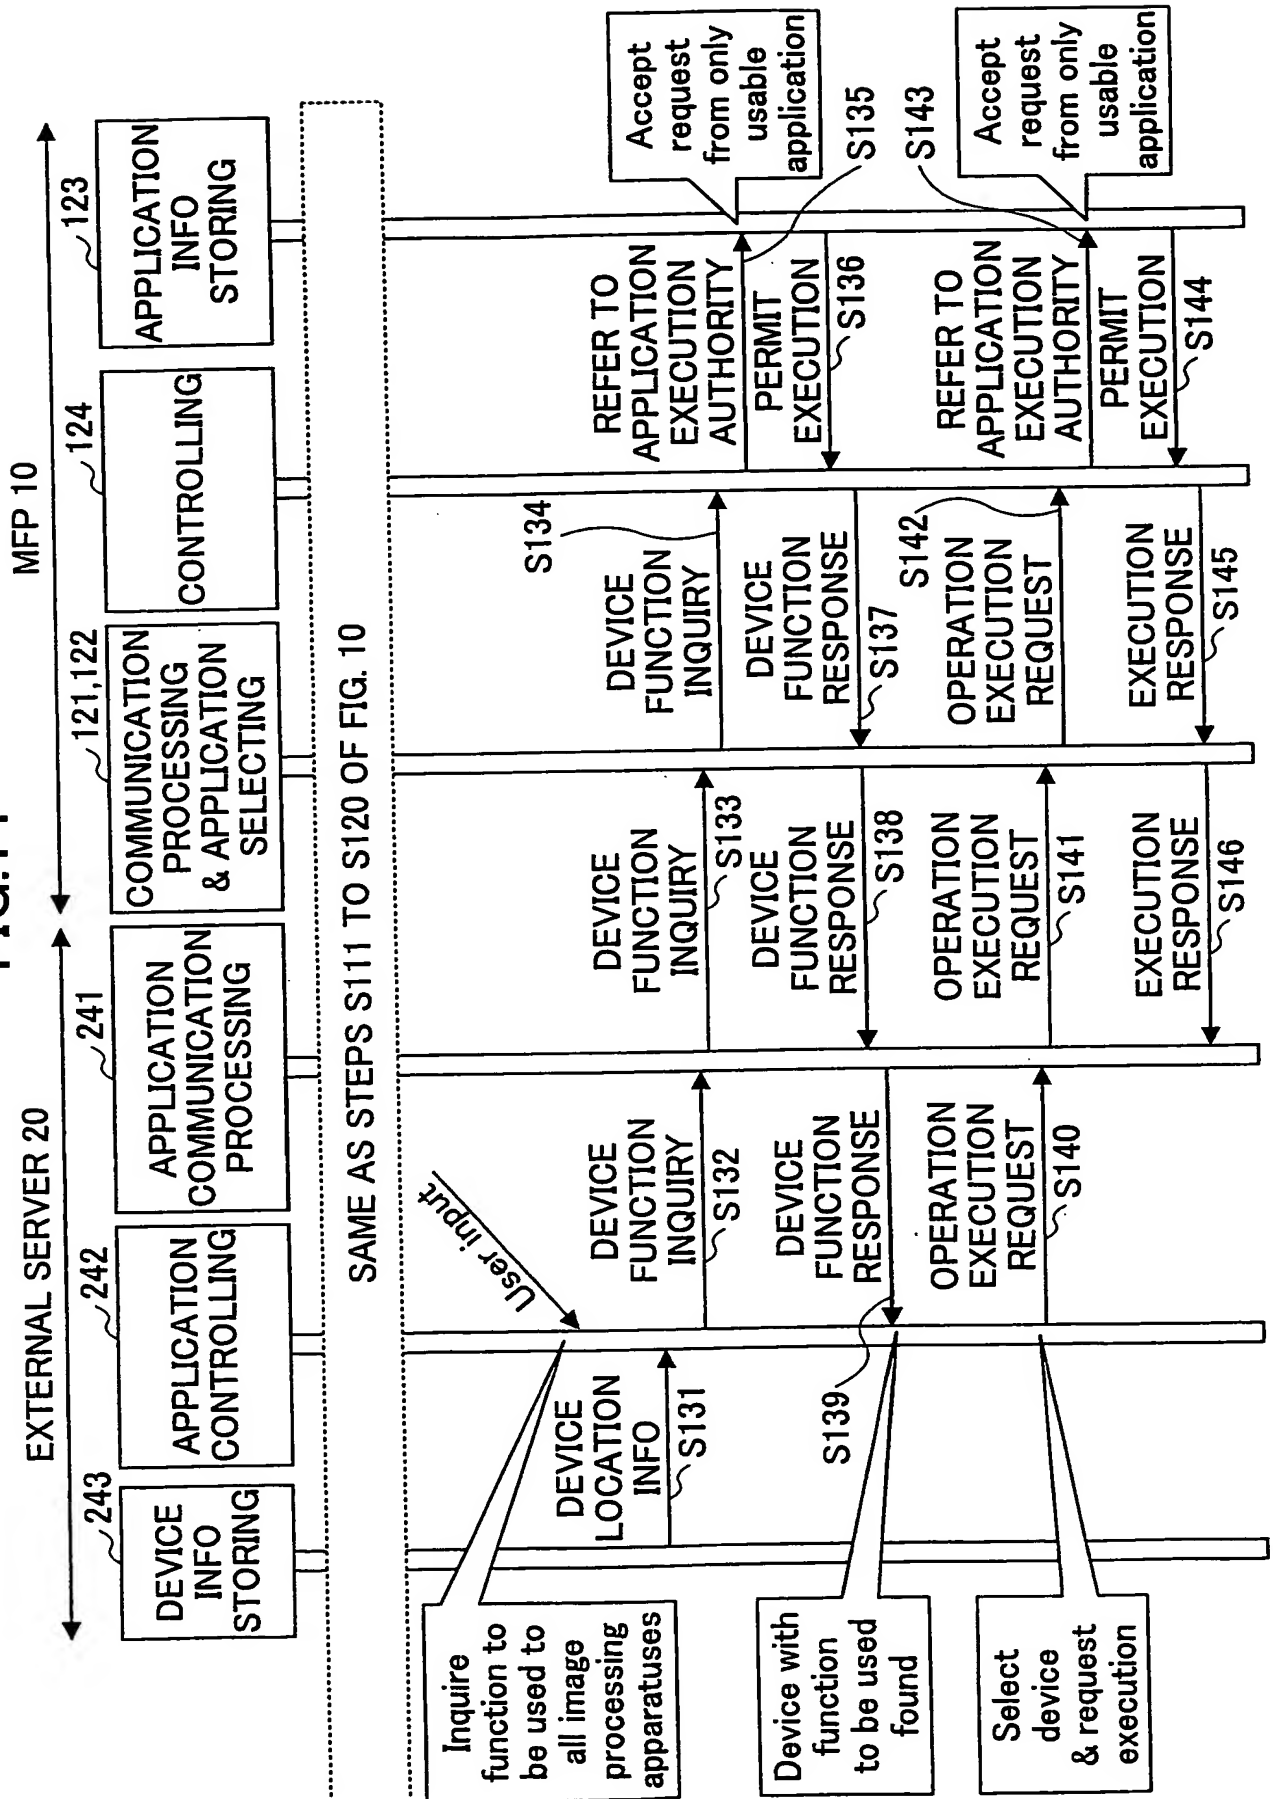 EXTERNAL SERVER 20
MFP 10
243
DEVICE
INFO
STORING
242
APPLICATION
CONTROLLING
241
APPLICATION
COMMUNICATION
PROCESSING
121,122
COMMUNICATION
PROCESSING
& APPLICATION
SELECTING
124
CONTROLLING
123
APPLICATION
INFO
STORING
SAME AS STEPS S111 TO S120 OF FIG. 10
User input
Inquire
function to
be used to
all image
processing
apparatuses
DEVICE
LOCATION
INFO
S131
DEVICE
FUNCTION
INQUIRY
S132
DEVICE
FUNCTION
INQUIRY
S133
DEVICE
FUNCTION
INQUIRY
S134
REFER TO
APPLICATION
EXECUTION
AUTHORITY
S135
Accept
request
from only
usable
application
PERMIT
EXECUTION
S136
DEVICE
FUNCTION
RESPONSE
S137
DEVICE
FUNCTION
RESPONSE
S138
DEVICE
FUNCTION
RESPONSE
S139
Device with
function
to be used
found
Select
device
& request
execution
OPERATION
EXECUTION
REQUEST
S140
OPERATION
EXECUTION
REQUEST
S141
OPERATION
EXECUTION
REQUEST
S142
REFER TO
APPLICATION
EXECUTION
AUTHORITY
S143
Accept
request
from only
usable
application
PERMIT
EXECUTION
S144
EXECUTION
RESPONSE
S145
EXECUTION
RESPONSE
S146